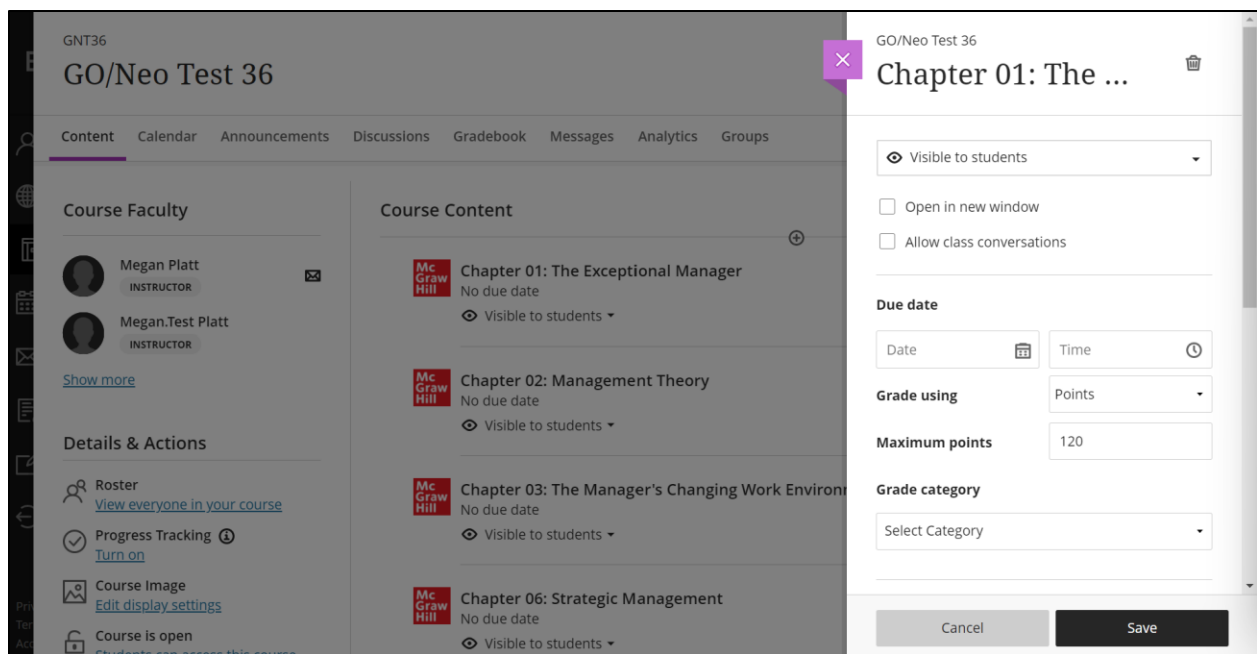 GNT36
GO/Neo Test 36
Content Calendar Announcements Discussions Gradebook Messages Analytics Groups
Course Faculty
Megan Platt
INSTRUCTOR
Megan.Test Platt
INSTRUCTOR
Show more
Details & Actions
Roster
View everyone in your course
Progress Tracking
Turn on
Course Image
Edit display settings
Course is open
Students can access this course
Course Content
Mc
Graw
Hill
Chapter 01: The Exceptional Manager
No due date
Visible to students
Mc
Graw
Hill
Chapter 02: Management Theory
No due date
Visible to students
Mc
Graw
Hill
Chapter 03: The Manager's Changing Work Environ
No due date
Visible to students
Mc
Graw
Hill
Chapter 06: Strategic Management
No due date
Visible to students
GO/Neo Test 36
Chapter 01: The ...
Visible to students
Open in new window
Allow class conversations
Due date
Date Time
Grade using Points
Maximum points 120
Grade category
Select Category
Cancel Save